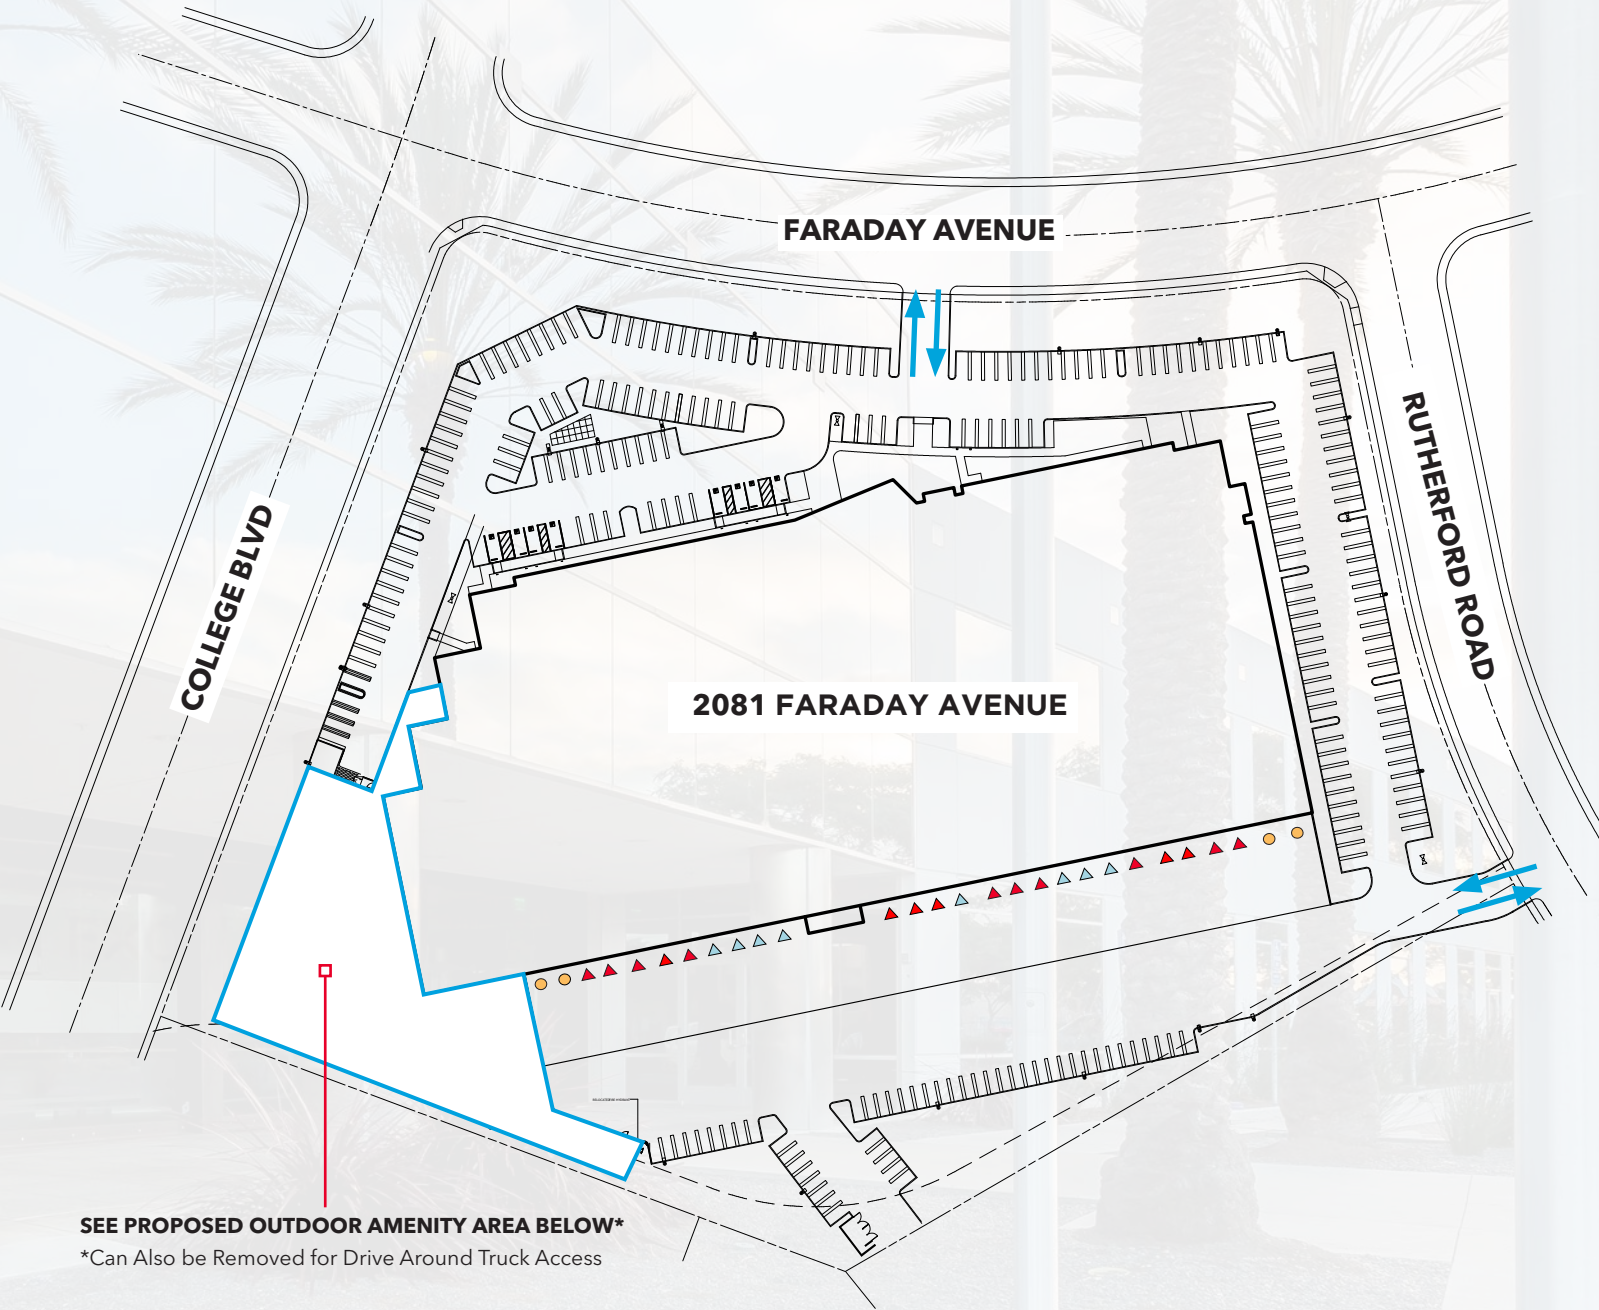 FARADAY AVENUE
RUTHERFORD ROAD
COLLEGE BLVD
2081 FARADAY AVENUE
SEE PROPOSED OUTDOOR AMENITY AREA BELOW*
*Can Also be Removed for Drive Around Truck Access